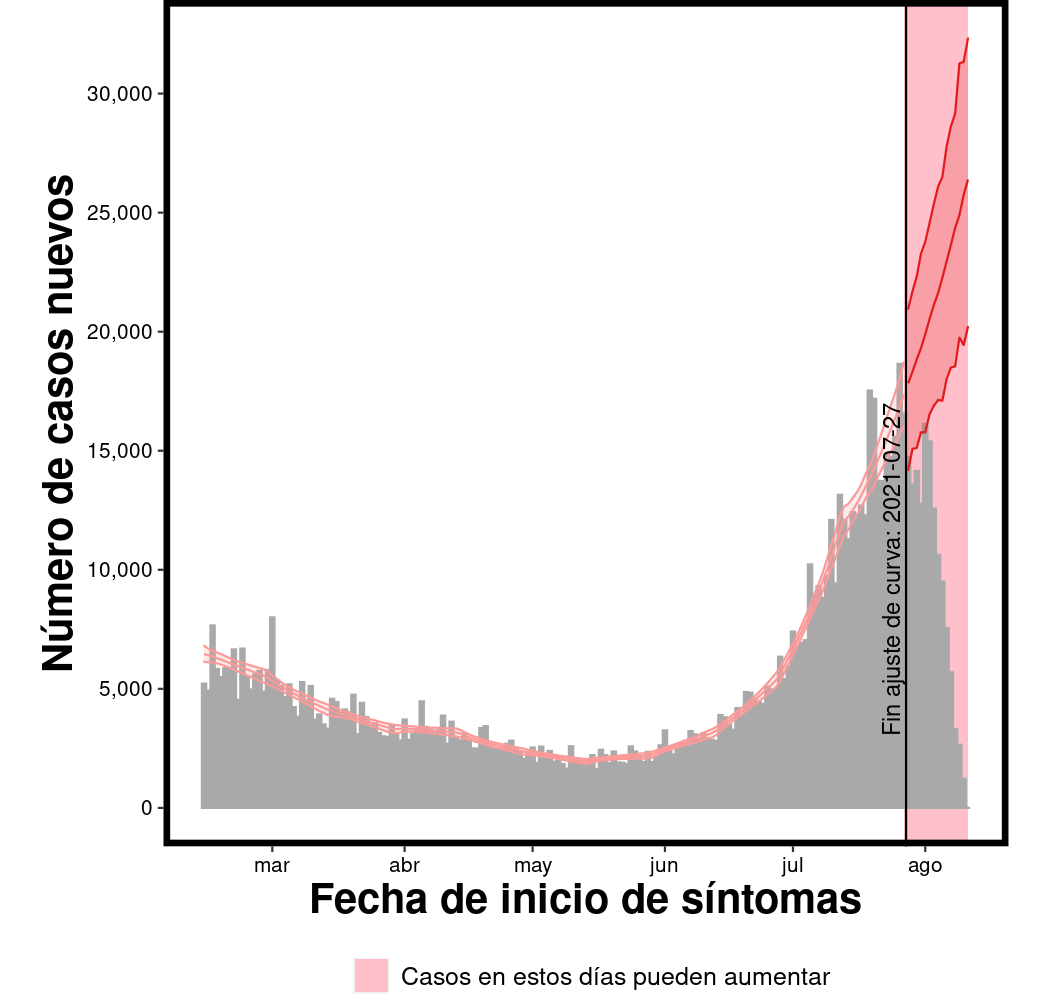 Número de casos nuevos
30,000
25,000
20,000
15,000
10,000
5,000
0
Fin ajuste de curva: 2021-07-27
mar abr may jun jul ago
Fecha de inicio de síntomas
Casos en estos días pueden aumentar